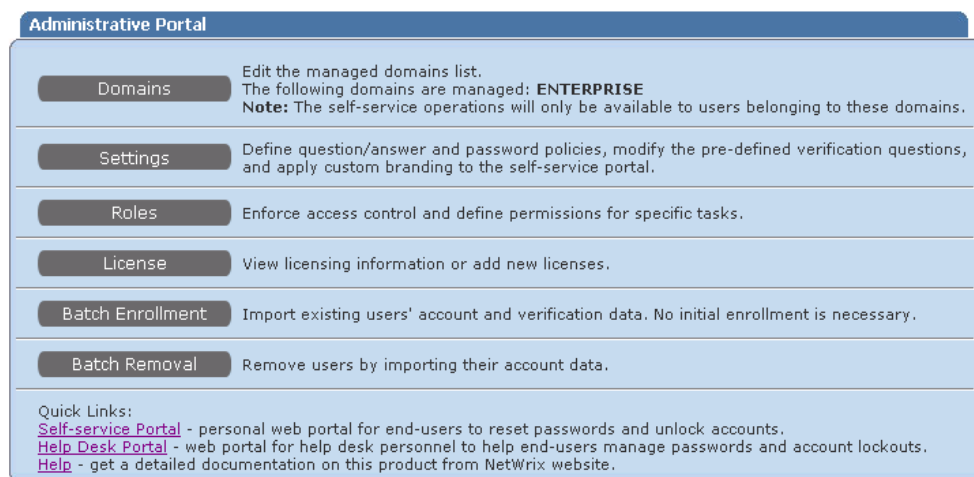 Administrative Portal
Domains
Edit the managed domains list.
The following domains are managed: ENTERPRISE
Note: The self-service operations will only be available to users belonging to these domains.
Settings
Define question/answer and password policies, modify the pre-defined verification questions,
and apply custom branding to the self-service portal.
Roles
Enforce access control and define permissions for specific tasks.
License
View licensing information or add new licenses.
Batch Enrollment
Import existing users' account and verification data. No initial enrollment is necessary.
Batch Removal
Remove users by importing their account data.
Quick Links:
Self-service Portal - personal web portal for end-users to reset passwords and unlock accounts.
Help Desk Portal - web portal for help desk personnel to help end-users manage passwords and account lockouts.
Help - get a detailed documentation on this product from NetWrix website.